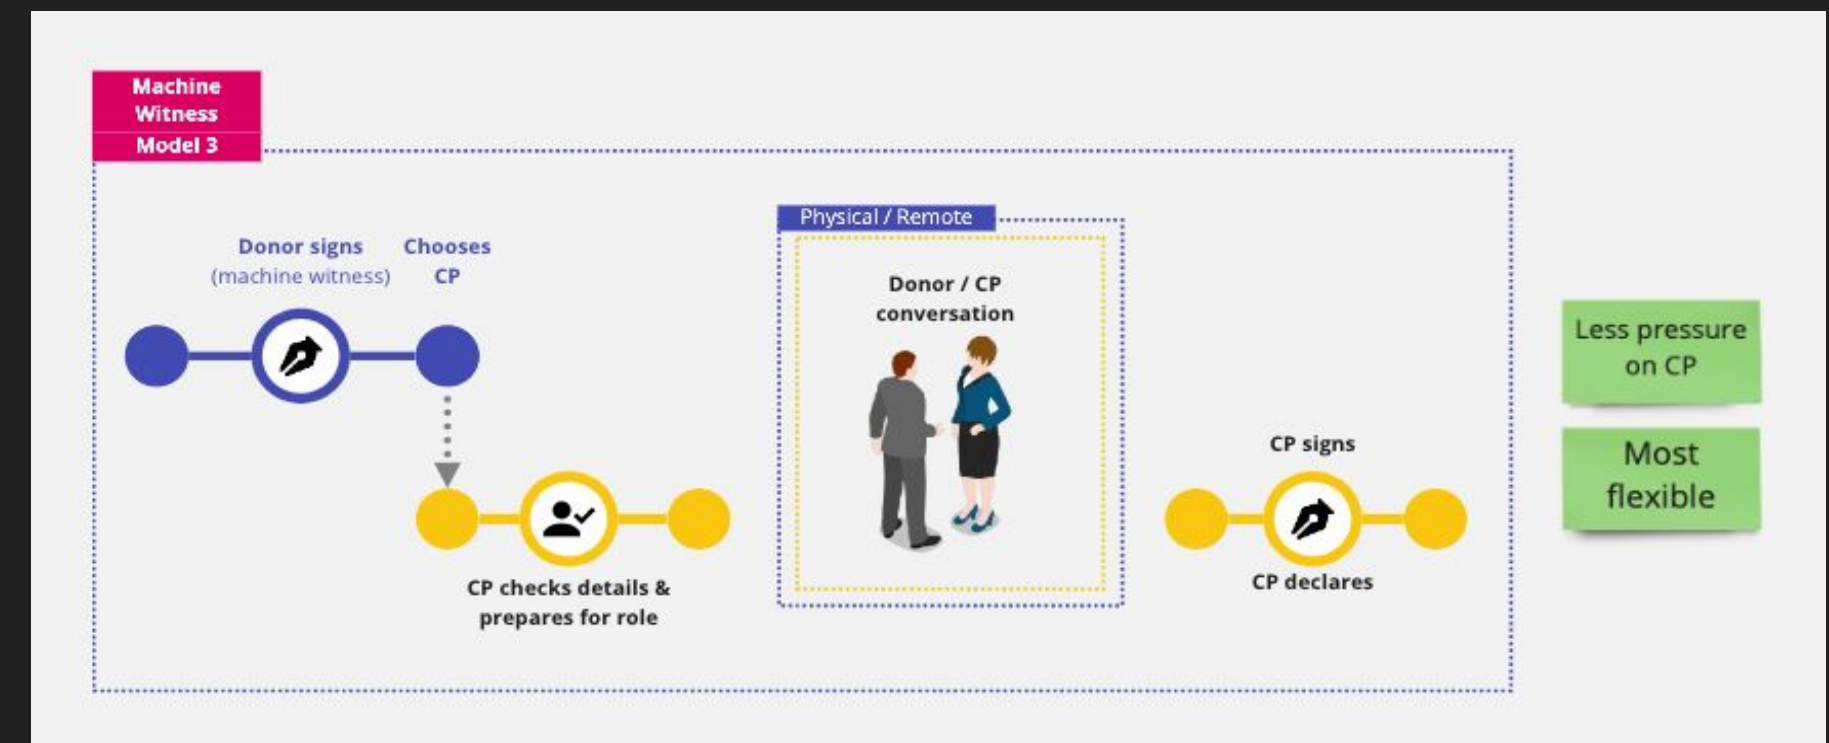 Machine
Witness
Model 3
Physical / Remote
Donor signs
(machine witness)
Chooses
CP
Donor / CP
conversation
CP checks details &
prepares for role
CP signs
CP declares
Less pressure
on CP
Most
flexible